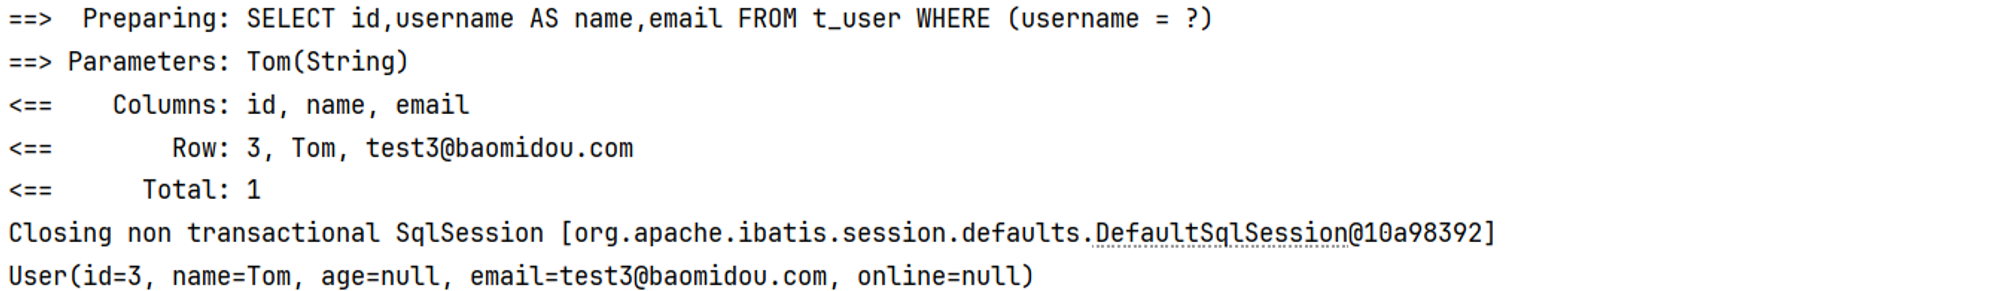 ==>  Preparing: SELECT id,username AS name,email FROM t_user WHERE (username = ?)
==> Parameters: Tom(String)
<==    Columns: id, name, email
<==        Row: 3, Tom, test3@baomidou.com
<==      Total: 1
Closing non transactional SqlSession [org.apache.ibatis.session.defaults.DefaultSqlSession@10a98392]
User(id=3, name=Tom, age=null, email=test3@baomidou.com, online=null)